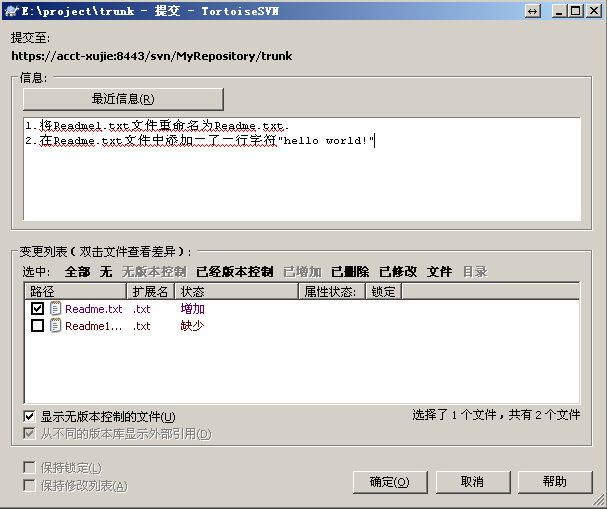 E:\project\trunk - 提交 - TortoiseSVN
提交至:
https://acct-xujie:8443/svn/MyRepository/trunk
信息:
最近信息(R)
1.将Readme1.txt文件重命名为Readme.txt.
2.在Readme.txt文件中添加一了一行字符"hello world!"
变更列表(双击文件查看差异):
选中: 全部 无 无版本控制 已经版本控制 已增加 已删除 已修改 文件 目录
路径 扩展名 状态 属性状态: 锁定
Readme.txt .txt 增加
Readme1... .txt 缺少
显示无版本控制的文件(U) 选择了1个文件,共有2个文件
从不同的版本库显示外部引用(D)
保持锁定(L)
保持修改列表(A)
确定(O) 取消 帮助